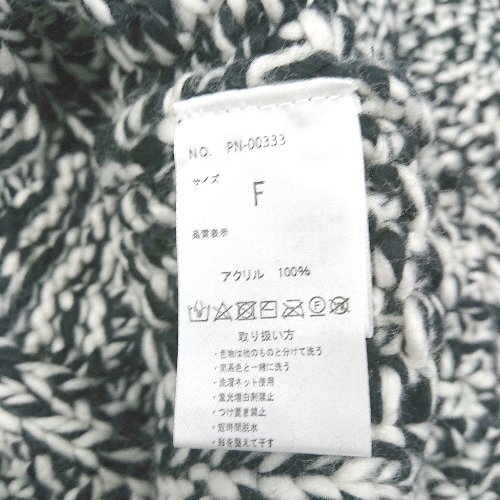 NO. PN-00333
サイズ
F
品質表示
アクリル 100%
F
取り扱い方
・色物は他のものと分けて洗う
・同系色と一緒に洗う
・洗濯ネット使用
・蛍光増白剤禁止
・つけ置き禁止
・短時間脱水
・形を整えて干す